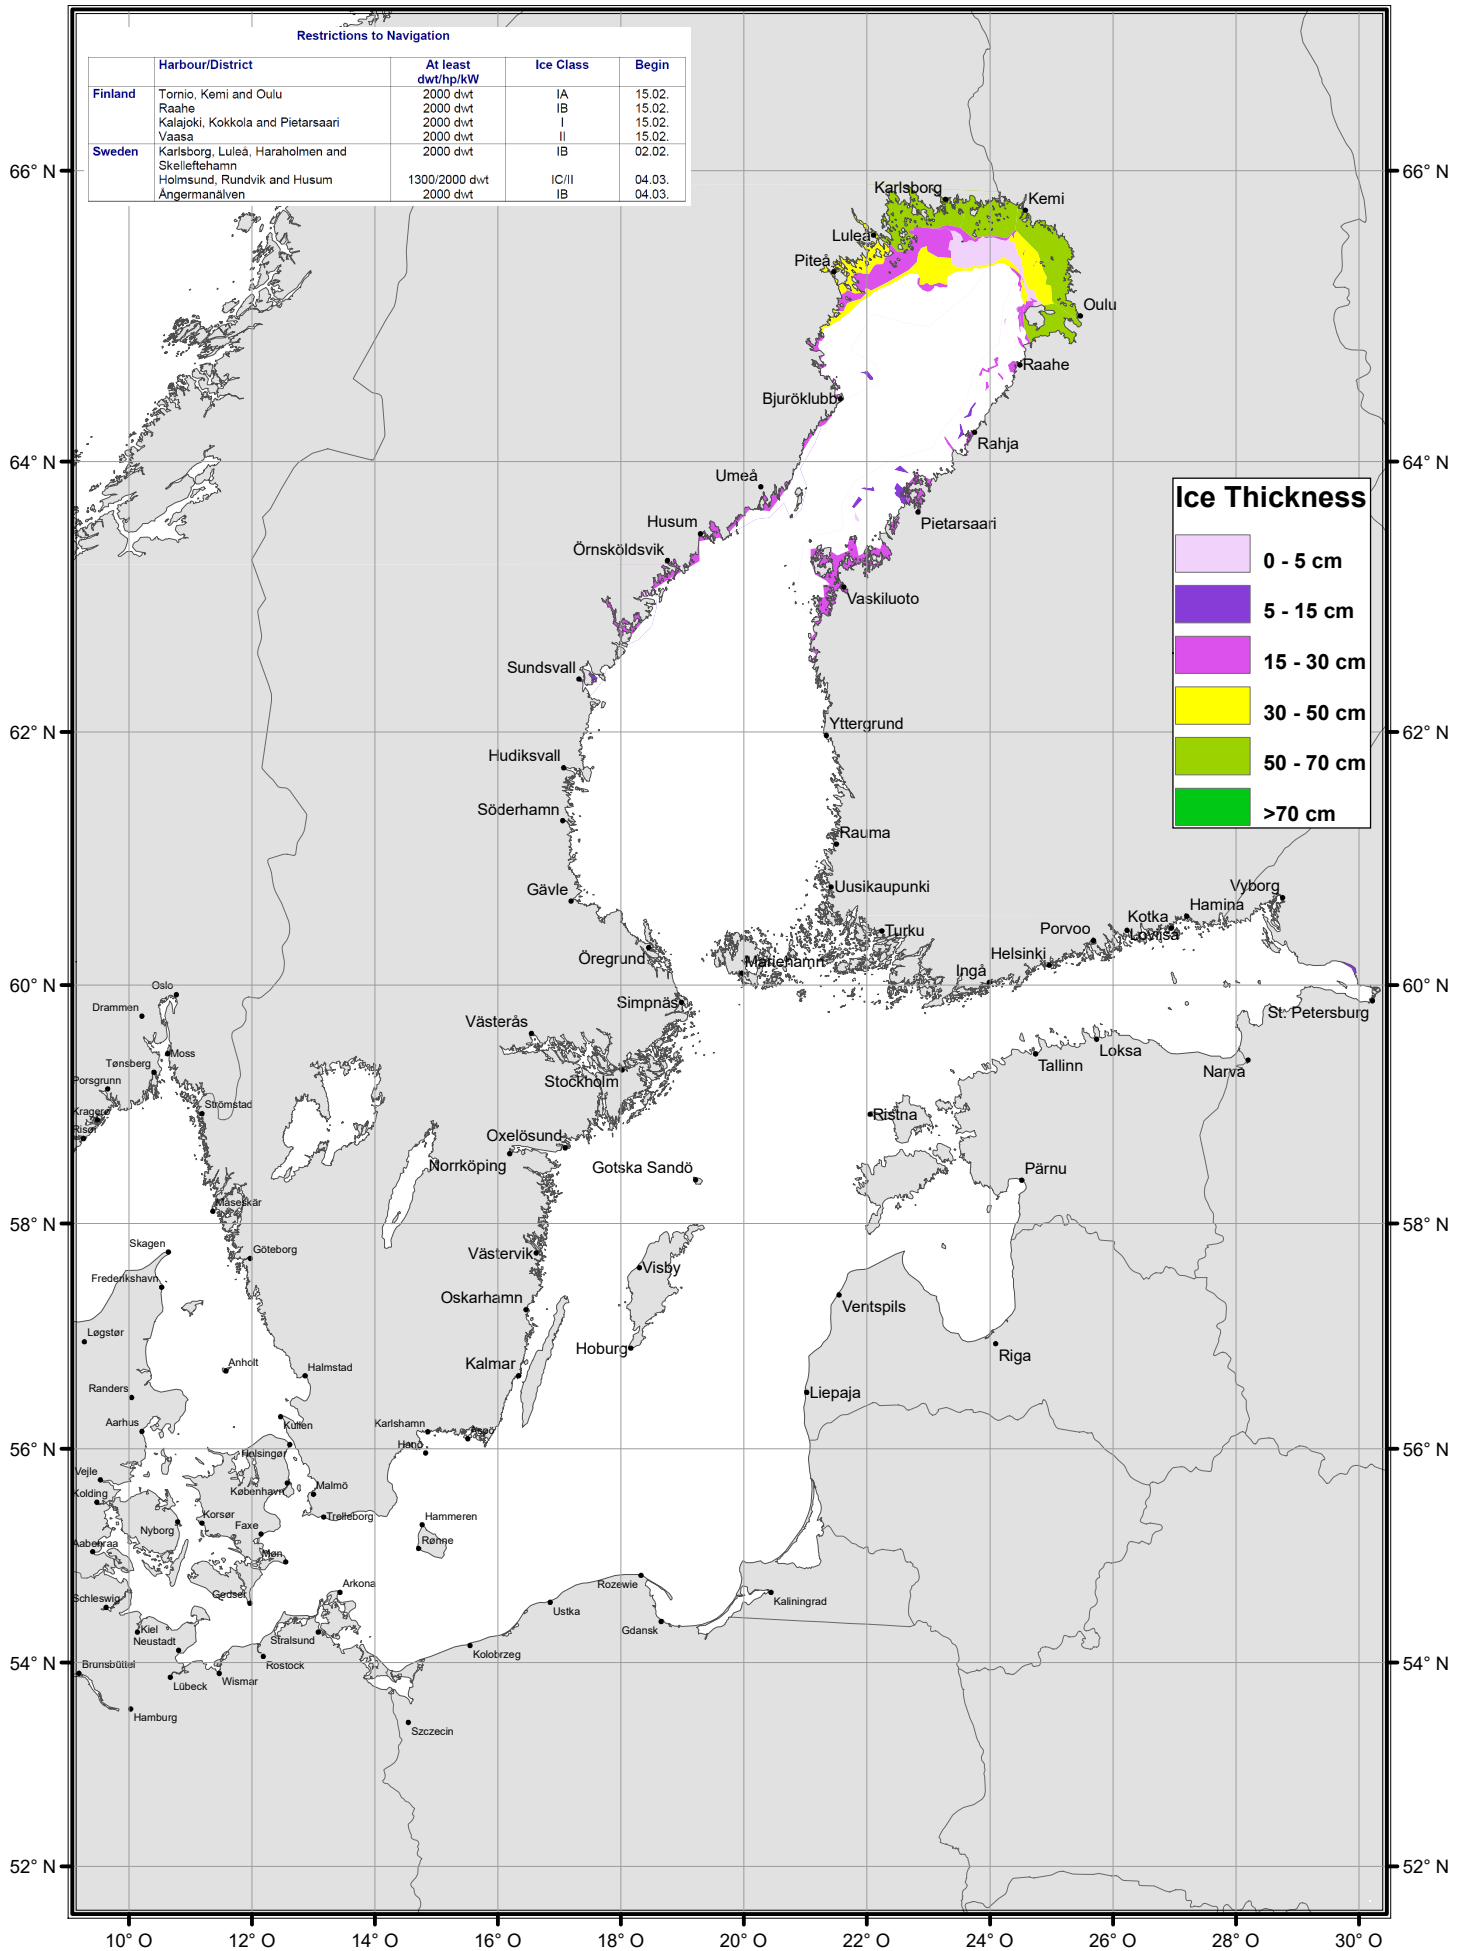 Restrictions to Navigation
Harbour/District At least dwt/hp/kW Ice Class Begin
Finland Tornio, Kemi and Oulu 2000 dwt IA 15.02.
Raahe 2000 dwt IB 15.02.
Kalajoki, Kokkola and Pietarsaari 2000 dwt I 15.02.
Vaasa 2000 dwt II 15.02.
Sweden Karlsborg, Luleå, Haraholmen and Skelleftehamn 2000 dwt IB 02.02.
Holmsund, Rundvik and Husum 1300/2000 dwt IC/II 04.03.
Ångermanälven 2000 dwt IB 04.03.
66° N
66° N
Karlsborg
Kemi
Luleå
Piteå
Oulu
Raahe
Bjuröklubb
Rahja
64° N
64° N
Umeå
Pietarsaari
Husum
Örnsköldsvik
Vaskiluoto
Ice Thickness
0 - 5 cm
5 - 15 cm
15 - 30 cm
30 - 50 cm
50 - 70 cm
>70 cm
Sundsvall
Yttergrund
62° N
62° N
Hudiksvall
Söderhamn
Rauma
Uusikaupunki
Gävle
Vyborg
Hamina
Kotka
Lovisa
Porvoo
Turku
Helsinki
Öregrund
Mariehamn
Ingå
60° N
60° N
Oslo
Drammen
Simpnäs
St. Petersburg
Västerås
Moss
Tønsberg
Loksa
Tallinn
Narva
Porsgrunn
Stockholm
Strömstad
Kragerø
Ristna
Risør
Oxelösund
Norrköping
Gotska Sandö
Pärnu
Måseskär
58° N
58° N
Skagen
Göteborg
Västervik
Visby
Frederikshavn
Oskarhamn
Ventspils
Løgstør
Hoburg
Riga
Anholt
Halmstad
Kalmar
Randers
Liepaja
Aarhus
Kullen
Karlshamn
Aspö
Hanö
Helsingør
56° N
56° N
Vejle
København
Malmö
Kolding
Korsør
Trelleborg
Hammeren
Nyborg
Faxe
Rønne
Aabenraa
Møn
Rozewie
Arkona
Schleswig
Gedser
Kaliningrad
Ustka
Gdansk
Kiel
Neustadt
Stralsund
Kolobrzeg
54° N
54° N
Brunsbüttel
Rostock
Wismar
Lübeck
Hamburg
Szczecin
52° N
52° N
10° O 12° O 14° O 16° O 18° O 20° O 22° O 24° O 26° O 28° O 30° O